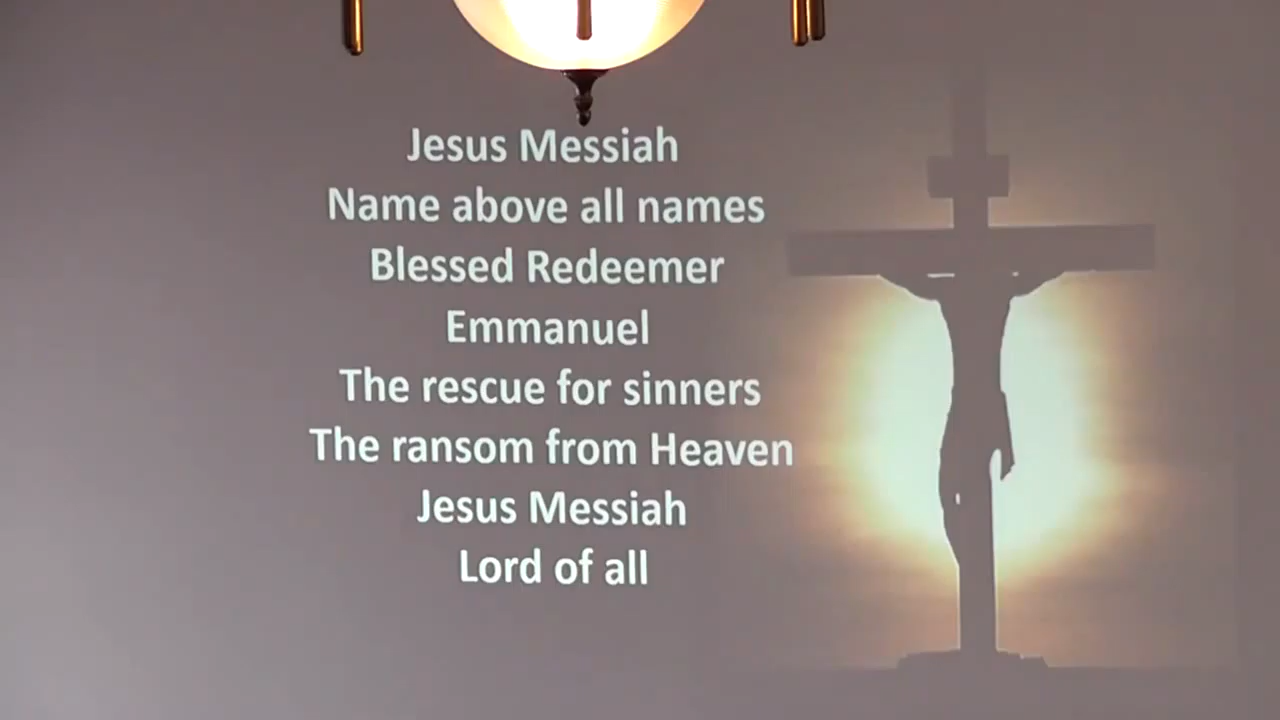 Jesus Messiah
Name above all names
Blessed Redeemer
Emmanuel
The rescue for sinners
The ransom from Heaven
Jesus Messiah
Lord of all